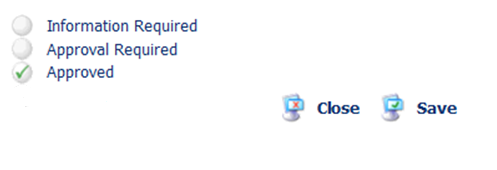 Information Required
Approval Required
Approved
Close Save